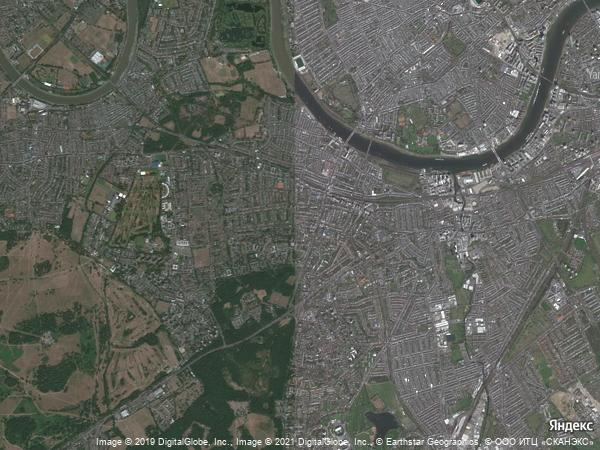 Яндекс
Image © 2019 DigitalGlobe, Inc., Image © 2021 DigitalGlobe, Inc., © Earthstar Geographics, © ООО ИТЦ «СКАНЭКС»